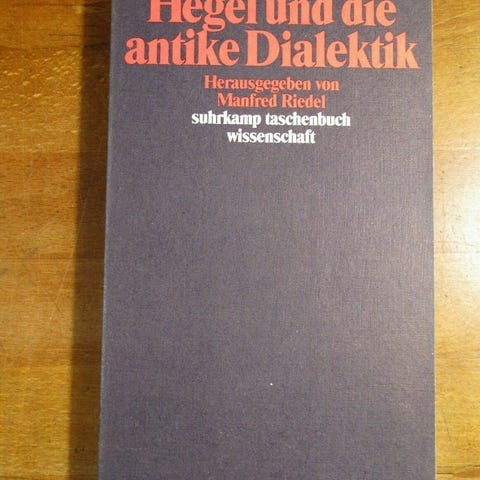 Hegel und die
antike Dialektik
Herausgegeben von
Manfred Riedel
suhrkamp taschenbuch
wissenschaft